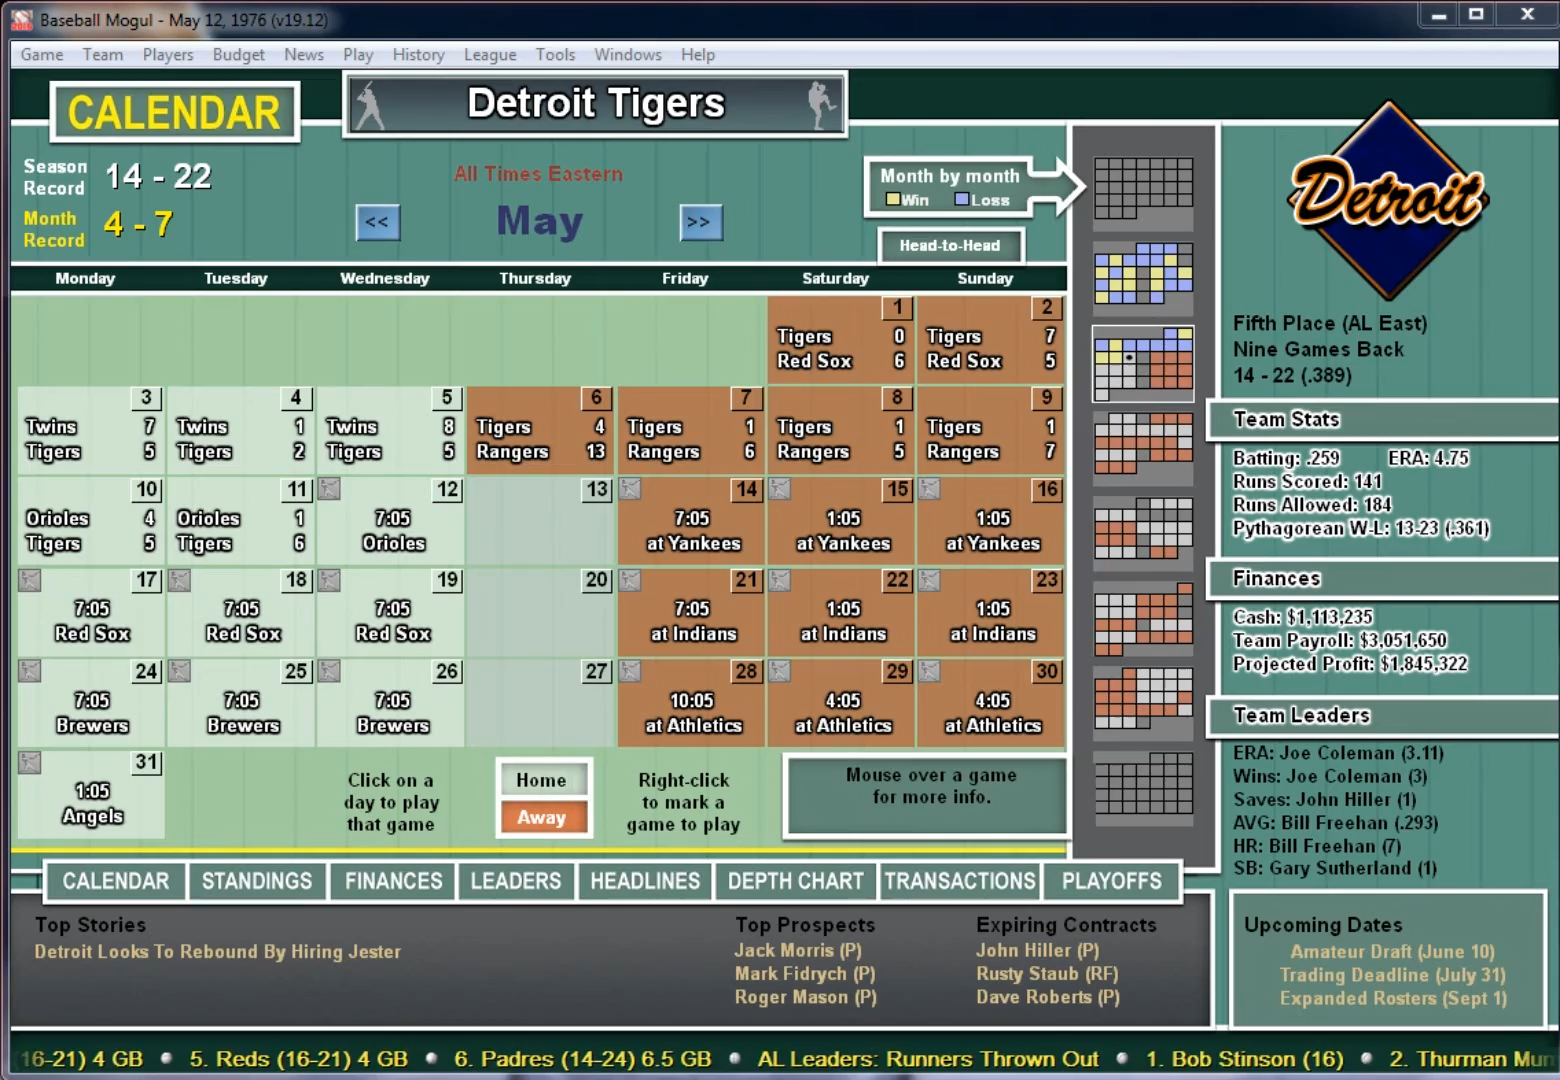 Baseball Mogul - May 12, 1976 (v19.12)
Game Team Players Budget News Play History League Tools Windows Help
CALENDAR
Detroit Tigers
Season Record 14 - 22
Month Record 4 - 7
All Times Eastern
<< May >>
Month by month
Win Loss
Head-to-Head
Monday Tuesday Wednesday Thursday Friday Saturday Sunday
1 2
Tigers 0 Tigers 7
Red Sox 6 Red Sox 5
3 4 5 6 7 8 9
Twins 7 Twins 1 Twins 8 Tigers 4 Tigers 1 Tigers 1 Tigers 1
Tigers 5 Tigers 2 Tigers 5 Rangers 13 Rangers 6 Rangers 5 Rangers 7
10 11 12 13 14 15 16
Orioles 4 Orioles 1 7:05 7:05 1:05 1:05
Tigers 5 Tigers 6 Orioles at Yankees at Yankees at Yankees
17 18 19 20 21 22 23
7:05 7:05 7:05 7:05 1:05 1:05
Red Sox Red Sox Red Sox at Indians at Indians at Indians
24 25 26 27 28 29 30
7:05 7:05 7:05 10:05 4:05 4:05
Brewers Brewers Brewers at Athletics at Athletics at Athletics
31
1:05
Angels
Click on a
day to play
that game
Home
Away
Right-click
to mark a
game to play
Mouse over a game
for more info.
Detroit
Fifth Place (AL East)
Nine Games Back
14 - 22 (.389)
Team Stats
Batting: .259 ERA: 4.75
Runs Scored: 141
Runs Allowed: 184
Pythagorean W-L: 13-23 (.361)
Finances
Cash: $1,113,235
Team Payroll: $3,051,650
Projected Profit: $1,845,322
Team Leaders
ERA: Joe Coleman (3.11)
Wins: Joe Coleman (3)
Saves: John Hiller (1)
AVG: Bill Freehan (.293)
HR: Bill Freehan (7)
SB: Gary Sutherland (1)
CALENDAR STANDINGS FINANCES LEADERS HEADLINES DEPTH CHART TRANSACTIONS PLAYOFFS
Top Stories
Detroit Looks To Rebound By Hiring Jester
Top Prospects
Jack Morris (P)
Mark Fidrych (P)
Roger Mason (P)
Expiring Contracts
John Hiller (P)
Rusty Staub (RF)
Dave Roberts (P)
Upcoming Dates
Amateur Draft (June 10)
Trading Deadline (July 31)
Expanded Rosters (Sept 1)
16-21) 4 GB 5. Reds (16-21) 4 GB 6. Padres (14-24) 6.5 GB AL Leaders: Runners Thrown Out 1. Bob Stinson (16) 2. Thurman